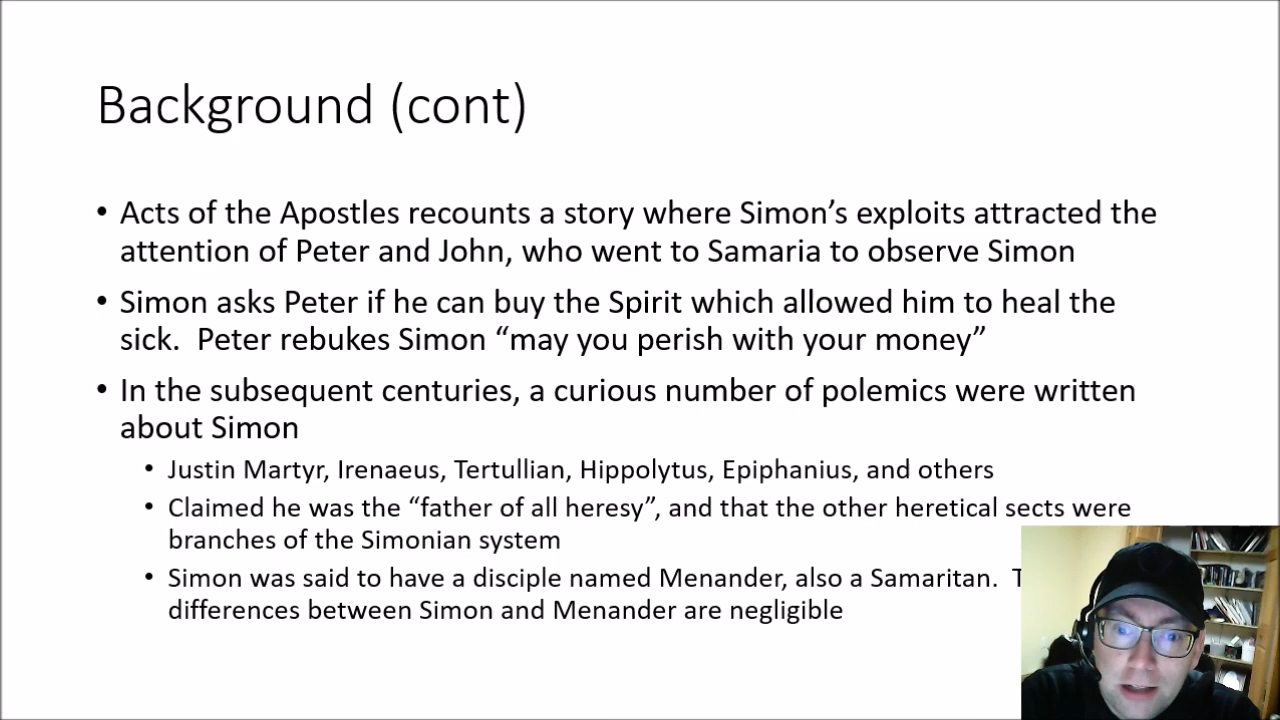 Background (cont)
• Acts of the Apostles recounts a story where Simon’s exploits attracted the
attention of Peter and John, who went to Samaria to observe Simon
• Simon asks Peter if he can buy the Spirit which allowed him to heal the
sick.  Peter rebukes Simon “may you perish with your money”
• In the subsequent centuries, a curious number of polemics were written
about Simon
• Justin Martyr, Irenaeus, Tertullian, Hippolytus, Epiphanius, and others
• Claimed he was the “father of all heresy”, and that the other heretical sects were
branches of the Simonian system
• Simon was said to have a disciple named Menander, also a Samaritan.
differences between Simon and Menander are negligible